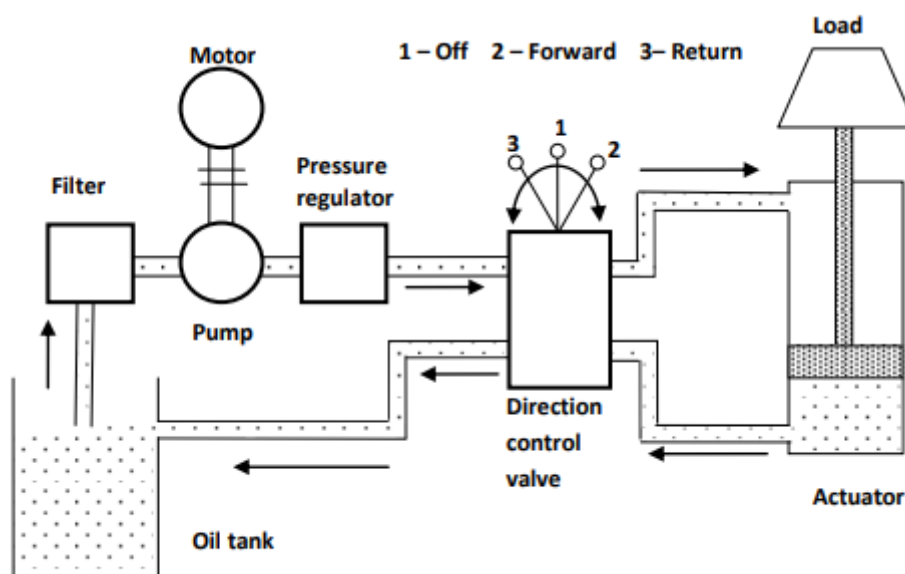 Load
Motor
1 – Off 2 – Forward 3– Return
1
3
2
Pressure
regulator
Filter
Pump
Direction
control
valve
Actuator
Oil tank